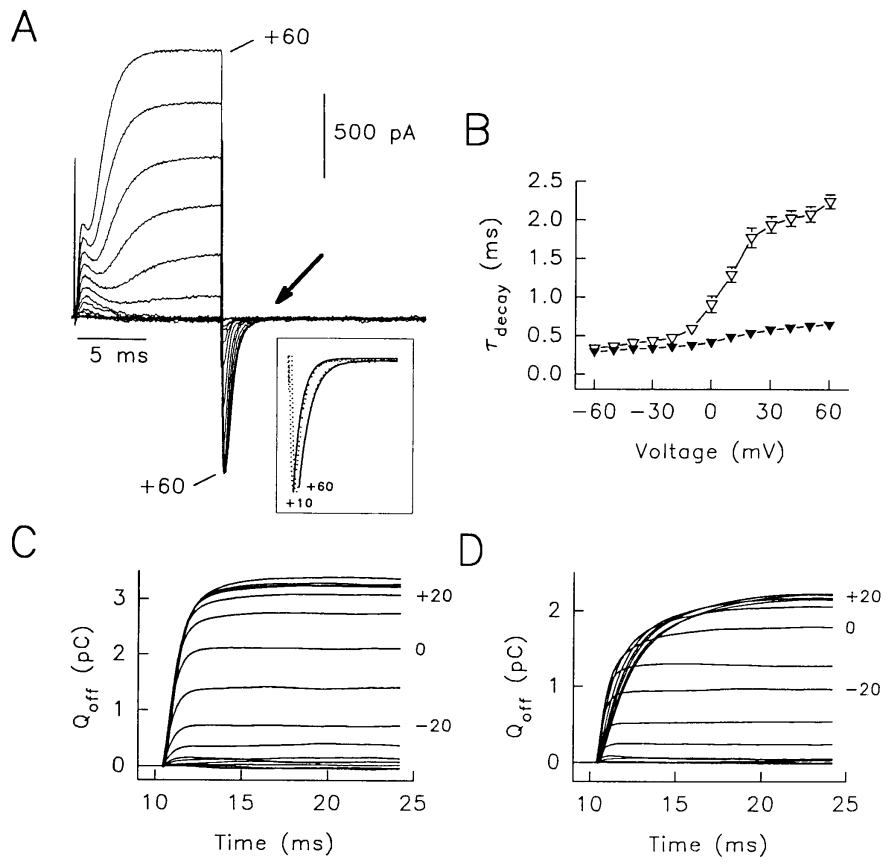 A
+60
500 pA
5 ms
+60
+60
+10
B
2.5
2.0
1.5
1.0
0.5
0.0
τdecay (ms)
−60 −30 0 30 60
Voltage (mV)
C
3
2
1
0
Qoff (pC)
+20
0
−20
10 15 20 25
Time (ms)
D
2
1
0
Qoff (pC)
+20
0
−20
10 15 20 25
Time (ms)